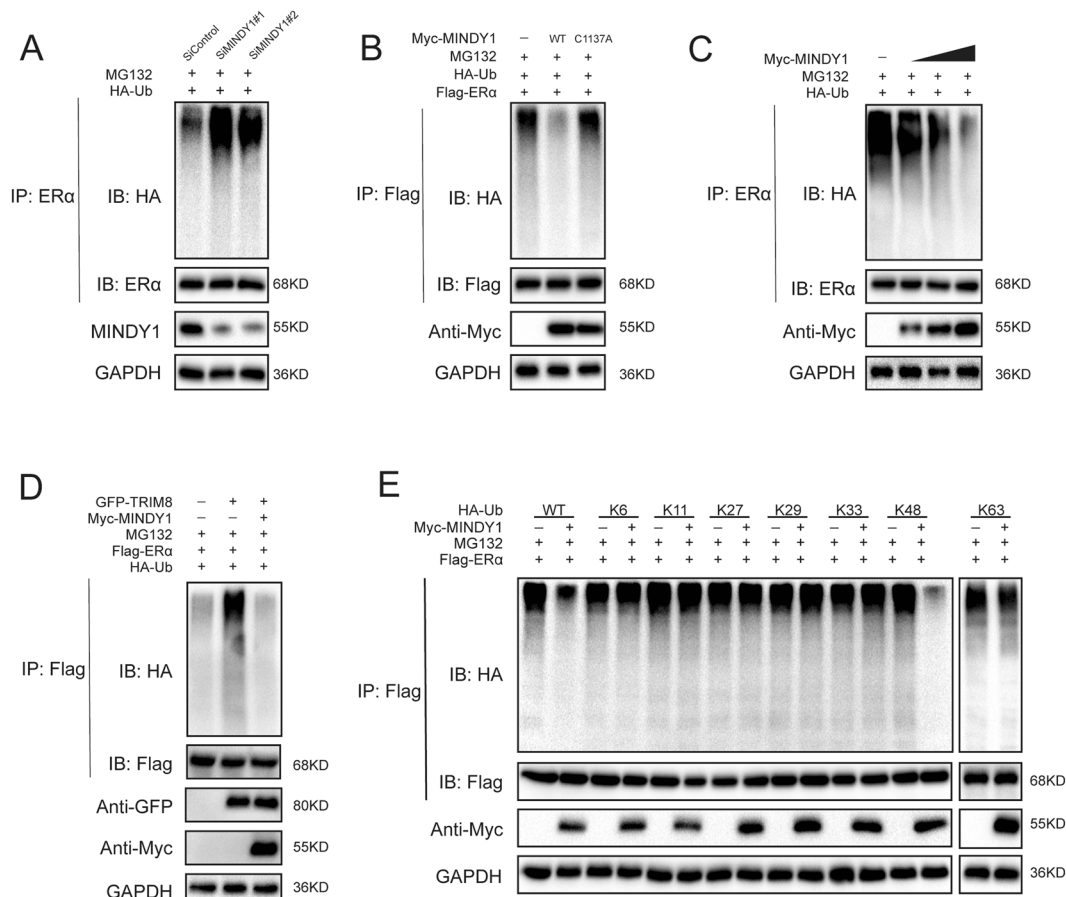 A
SiControl SiMINDY1#1 SiMINDY1#2
MG132 + + +
HA-Ub + + +
IP: ERα
IB: HA
IB: ERα 68KD
MINDY1 55KD
GAPDH 36KD
B
Myc-MINDY1 – WT C1137A
MG132 + + +
HA-Ub + + +
Flag-ERα + + +
IP: Flag
IB: HA
IB: Flag 68KD
Anti-Myc 55KD
GAPDH 36KD
C
Myc-MINDY1 –
MG132 + + + +
HA-Ub + + + +
IP: ERα
IB: HA
IB: ERα 68KD
Anti-Myc 55KD
GAPDH 36KD
D
GFP-TRIM8 – + +
Myc-MINDY1 – – +
MG132 + + +
Flag-ERα + + +
HA-Ub + + +
IP: Flag
IB: HA
IB: Flag 68KD
Anti-GFP 80KD
Anti-Myc 55KD
GAPDH 36KD
E
HA-Ub WT K6 K11 K27 K29 K33 K48 K63
Myc-MINDY1 – + – + – + – + – + – + – + – +
MG132 + + + + + + + + + + + + + + + +
Flag-ERα + + + + + + + + + + + + + + + +
IP: Flag
IB: HA
IB: Flag 68KD
Anti-Myc 55KD
GAPDH 36KD